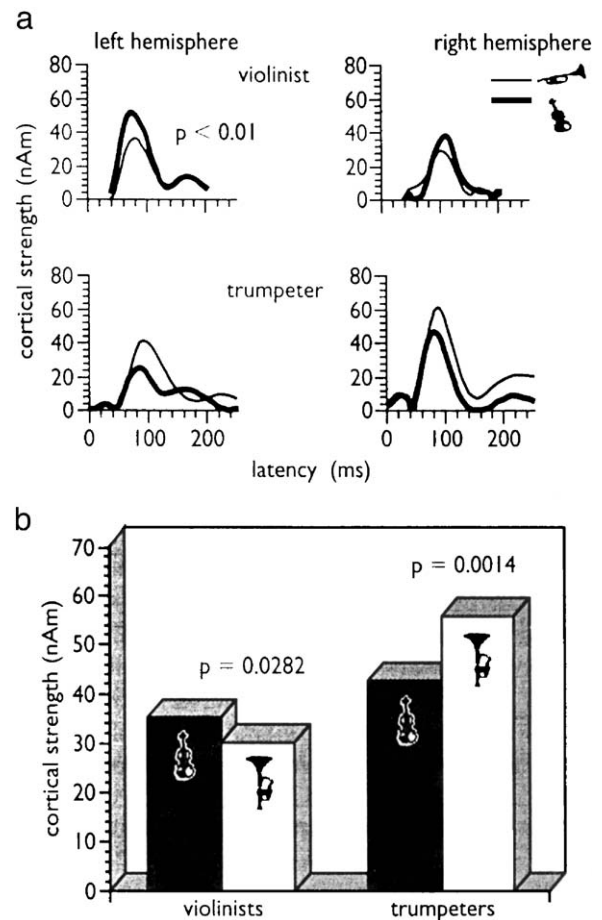 a
left hemisphere
right hemisphere
violinist
80
60
40
20
0
p < 0.01
80
60
40
20
0
cortical strength (nAm)
trumpeter
80
60
40
20
0
0 100 200
80
60
40
20
0
0 100 200
latency (ms)
b
cortical strength (nAm)
70
60
50
40
30
20
10
0
p = 0.0282
p = 0.0014
violinists
trumpeters